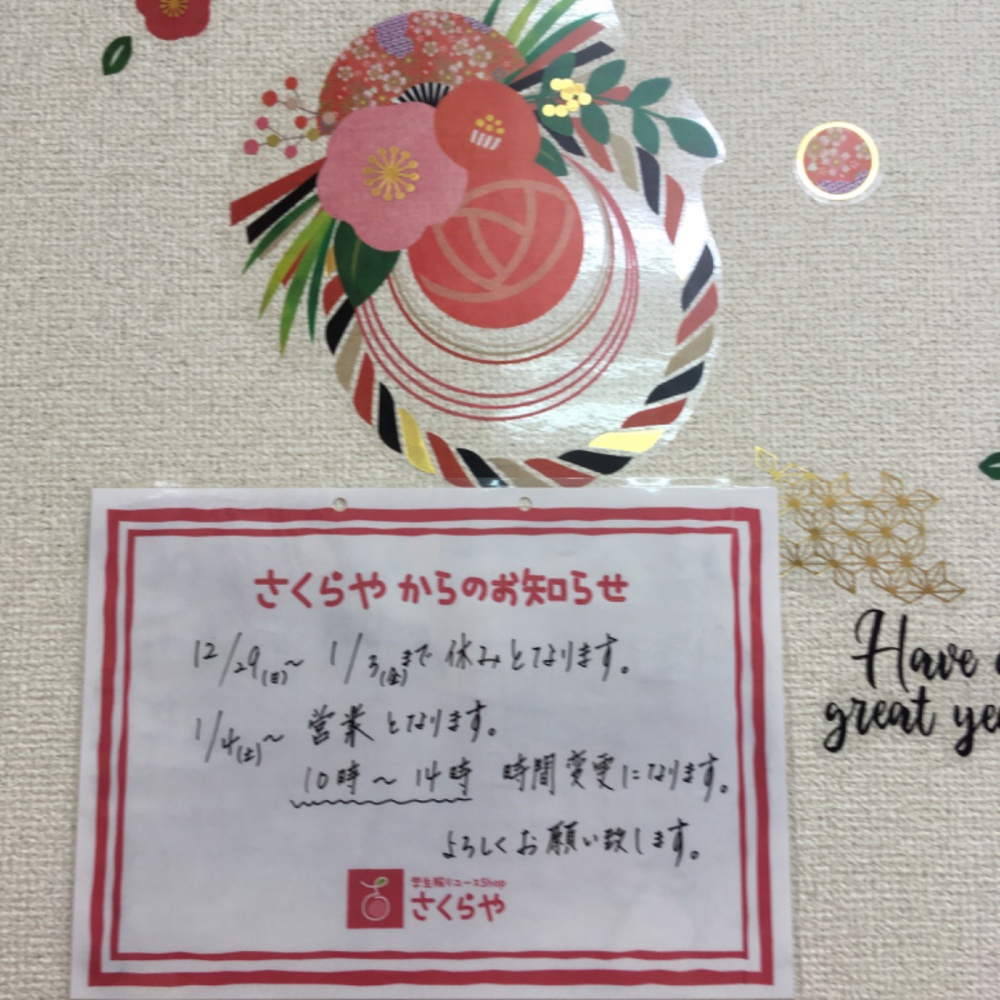 さくらや からのお知らせ
12/29(日)~ 1/3(金)まで 休みとなります。
1/4(土)~ 営業となります。
10時~14時 時間変更になります。
よろしくお願い致します。
学生服リユースShop
さくらや
Have a
great ye